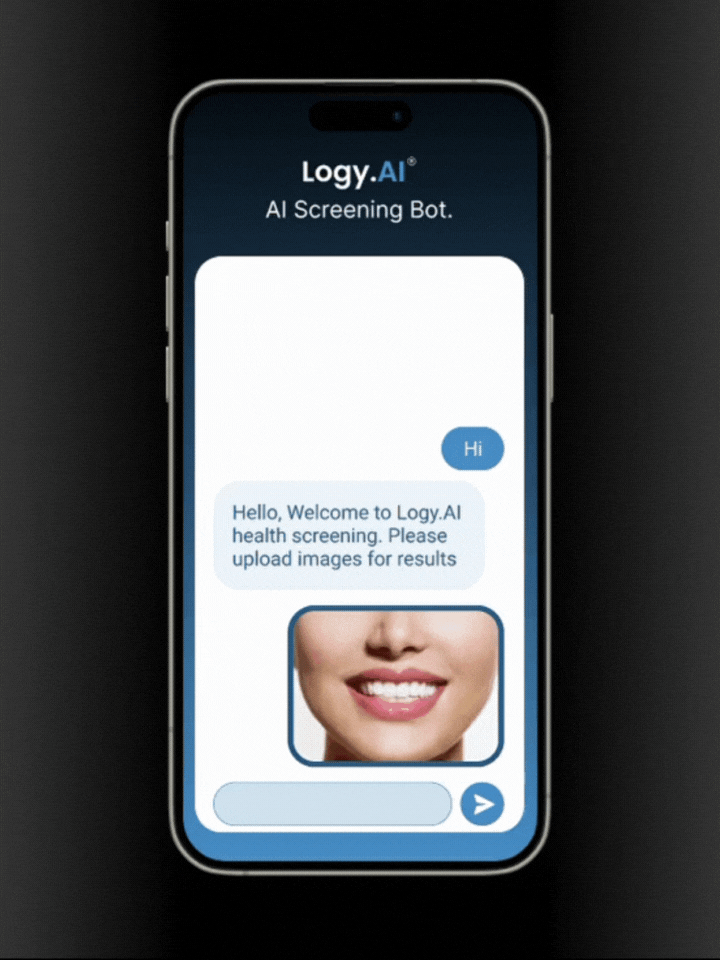 Logy.AI®
AI Screening Bot.
Hi
Hello, Welcome to Logy.AI
health screening. Please
upload images for results